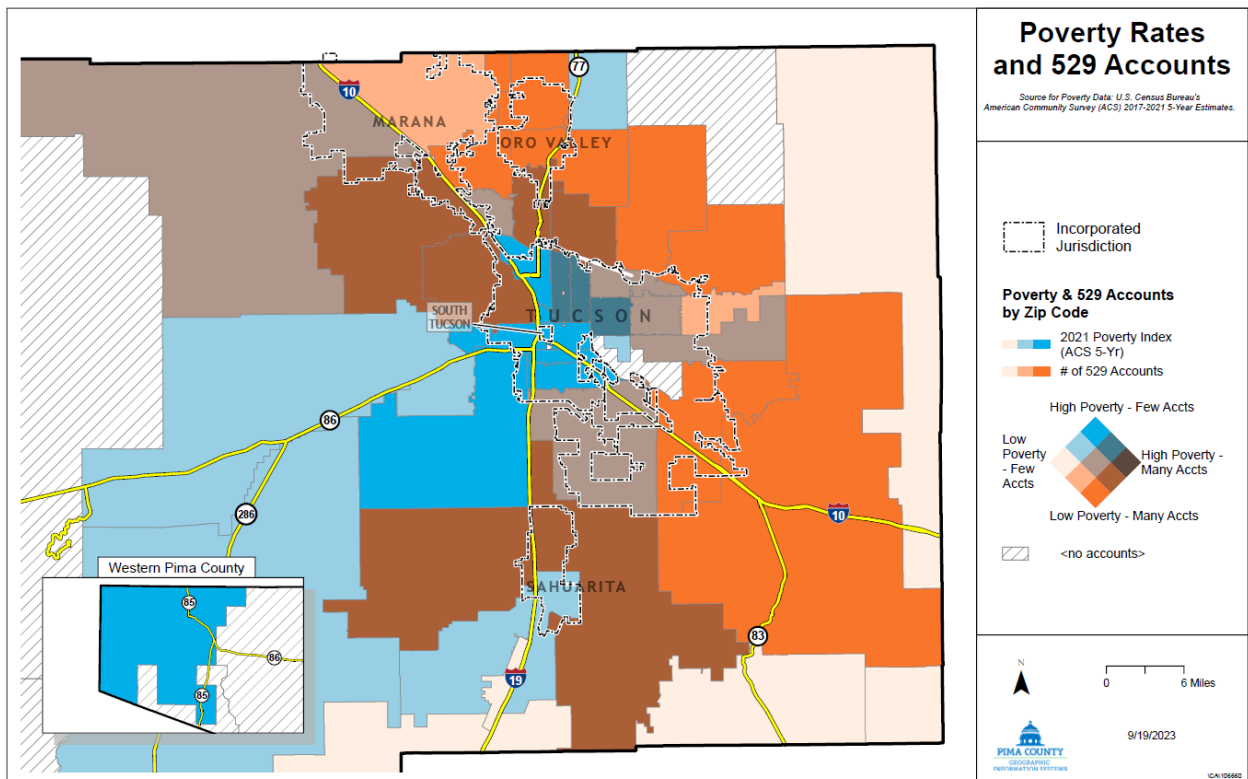 Poverty Rates
and 529 Accounts
Source for Poverty Data: U.S. Census Bureau's
American Community Survey (ACS) 2017-2021 5-Year Estimates.
77
10
MARANA
ORO VALLEY
SOUTH
TUCSON
TUCSON
86
286
10
SAHUARITA
83
19
Western Pima County
85
86
85
Incorporated
Jurisdiction
Poverty & 529 Accounts
by Zip Code
2021 Poverty Index
(ACS 5-Yr)
# of 529 Accounts
High Poverty - Few Accts
Low
Poverty
- Few
Accts
High Poverty -
Many Accts
Low Poverty - Many Accts
<no accounts>
N
0 6 Miles
PIMA COUNTY
GEOGRAPHIC
INFORMATION SYSTEMS
9/19/2023